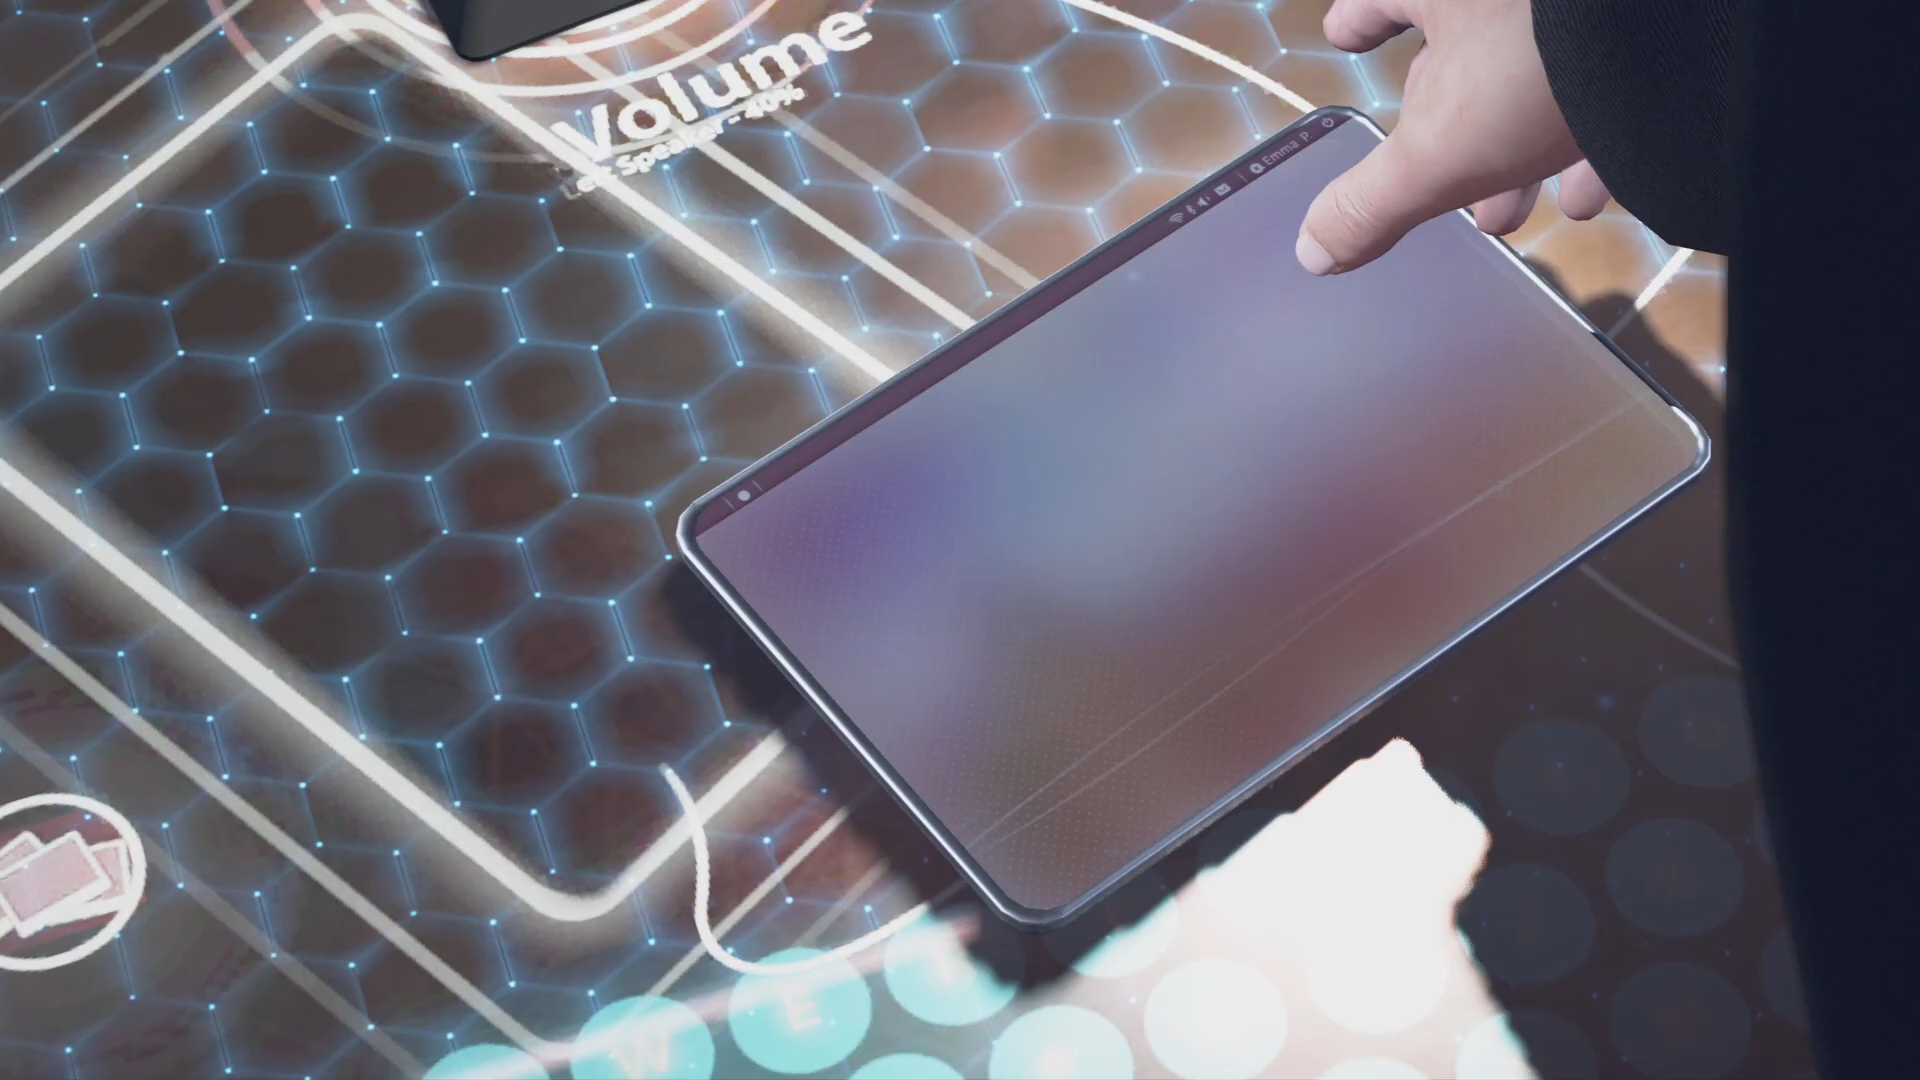 Volume
Left Speaker - 40%
Emma P.
W
E